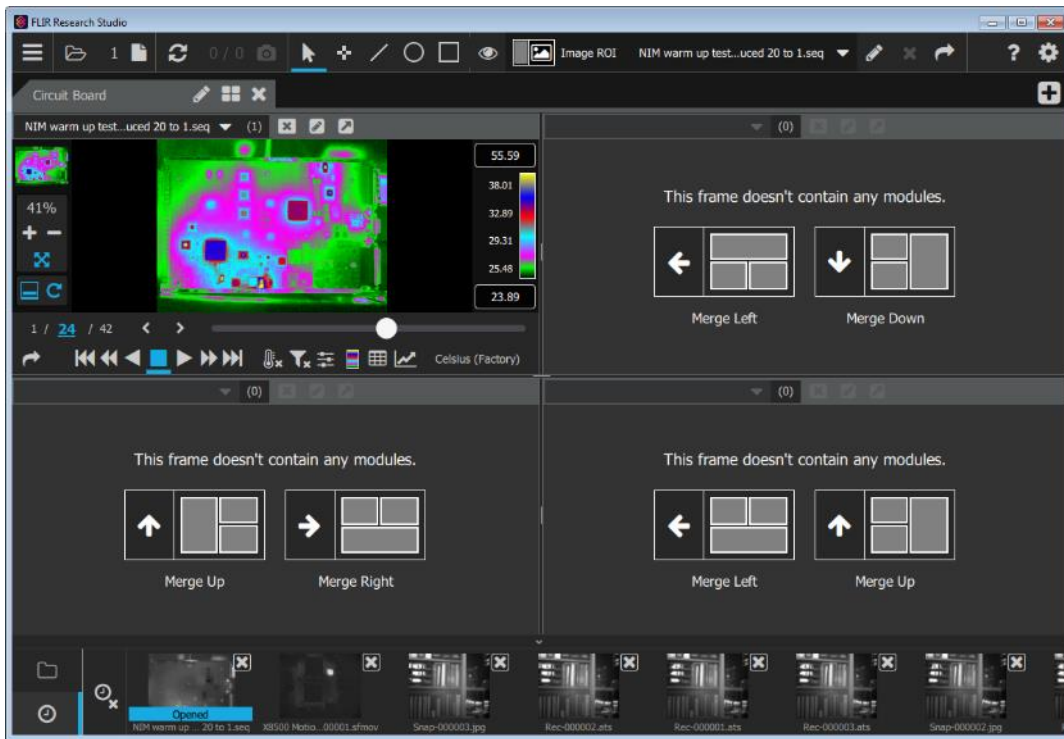 FLIR Research Studio
1 0 / 0 Image ROI NIM warm up test...uced 20 to 1.seq ?
Circuit Board
NIM warm up test...uced 20 to 1.seq (1)
(0)
55.59
38.01
32.89
29.31
25.48
23.89
41%
1 / 24 / 42
Celsius (Factory)
This frame doesn't contain any modules.
Merge Left Merge Down
(0)
(0)
This frame doesn't contain any modules.
Merge Up Merge Right
This frame doesn't contain any modules.
Merge Left Merge Up
Opened
NIM warm up ... 20 to 1.seq X8500 Motio...00001.sfmov Snap-000003.jpg Rec-000002.ats Rec-000001.ats Rec-000003.ats Snap-000002.jpg